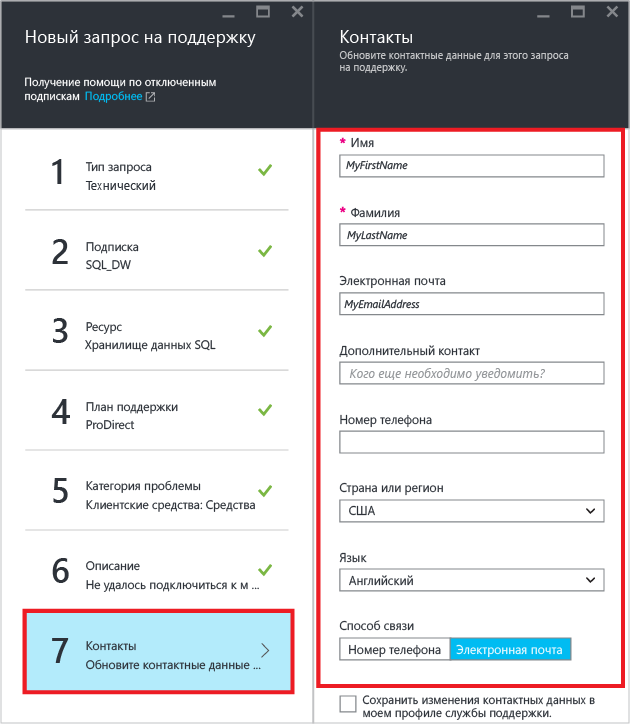 Новый запрос на поддержку
Получение помощи по отключенным
подпискам Подробнее
1
Тип запроса
Технический
2
Подписка
SQL_DW
3
Ресурс
Хранилище данных SQL
4
План поддержки
ProDirect
5
Категория проблемы
Клиентские средства: Средства
6
Описание
Не удалось подключиться к м ...
7
Контакты
Обновите контактные данные ...
Контакты
Обновите контактные данные для этого запроса
на поддержку.
* Имя
MyFirstName
* Фамилия
MyLastName
Электронная почта
MyEmailAddress
Дополнительный контакт
Кого еще необходимо уведомить?
Номер телефона
Страна или регион
США
Язык
Английский
Способ связи
Номер телефона Электронная почта
Сохранить изменения контактных данных в
моем профиле службы поддержки.